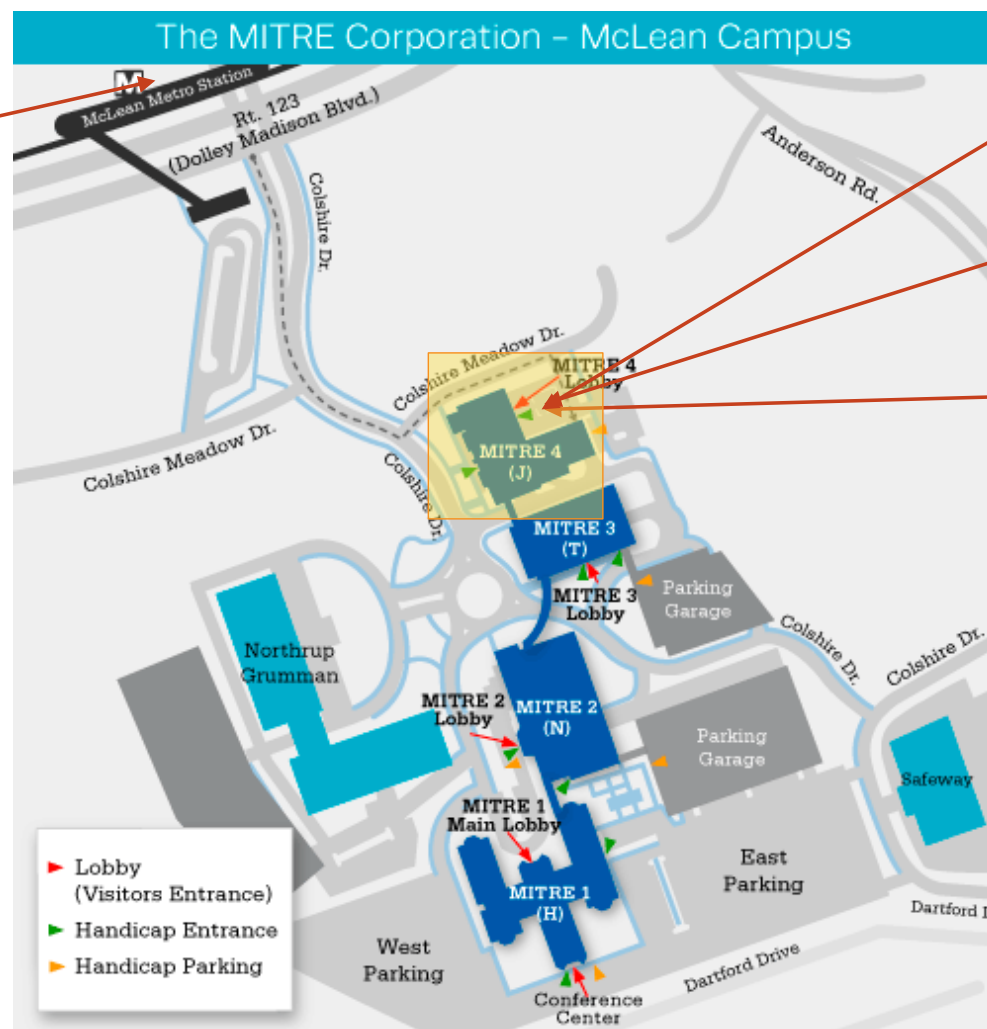 The MITRE Corporation – McLean Campus
M
McLean Metro Station
Rt. 123
(Dolley Madison Blvd.)
Anderson Rd.
Colshire Dr.
Colshire Meadow Dr.
MITRE 4
Lobby
Colshire Meadow Dr.
MITRE 4
(J)
Colshire Dr.
MITRE 3
(T)
MITRE 3
Lobby
Parking
Garage
Colshire Dr.
Colshire Dr.
Northrup
Grumman
MITRE 2
Lobby
MITRE 2
(N)
Parking
Garage
Safeway
MITRE 1
Main Lobby
MITRE 1
(H)
East
Parking
West
Parking
Dartford
Dartford Drive
Conference
Center
Lobby
(Visitors Entrance)
Handicap Entrance
Handicap Parking